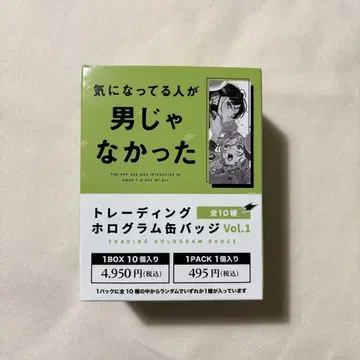 気になってる人が
男じゃ
なかった
THE GUY SHE WAS INTERESTED IN
WASN'T A GUY AT ALL
トレーディング 全10種
ホログラム缶バッジ Vol.1
TRADING HOLOGRAM BADGE
1BOX 10個入り
4,950円(税込)
1PACK 1個入り
495円(税込)
1パックに全10種の中からランダムでいずれか1種が入っています